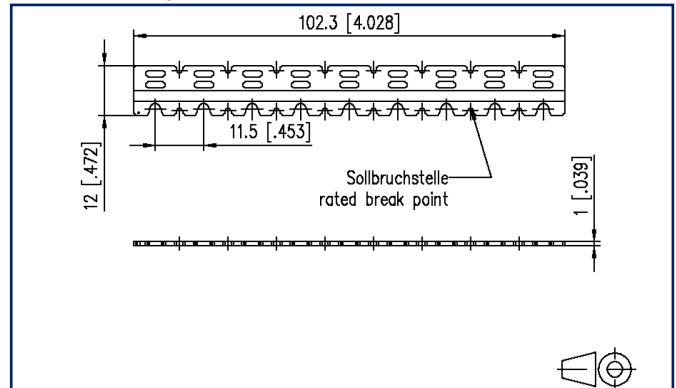 102.3 [4.028]
11.5 [.453]
12 [.472]
Sollbruchstelle
rated break point
1 [.039]